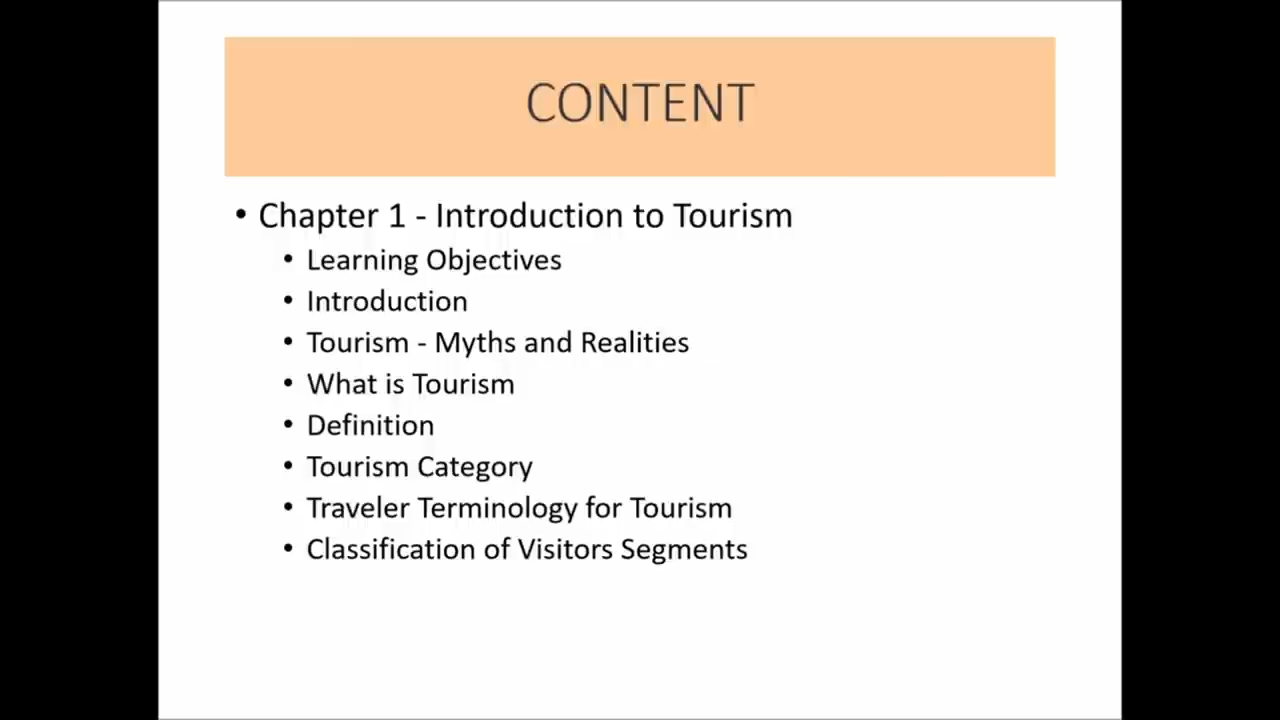 CONTENT
• Chapter 1 - Introduction to Tourism
• Learning Objectives
• Introduction
• Tourism - Myths and Realities
• What is Tourism
• Definition
• Tourism Category
• Traveler Terminology for Tourism
• Classification of Visitors Segments